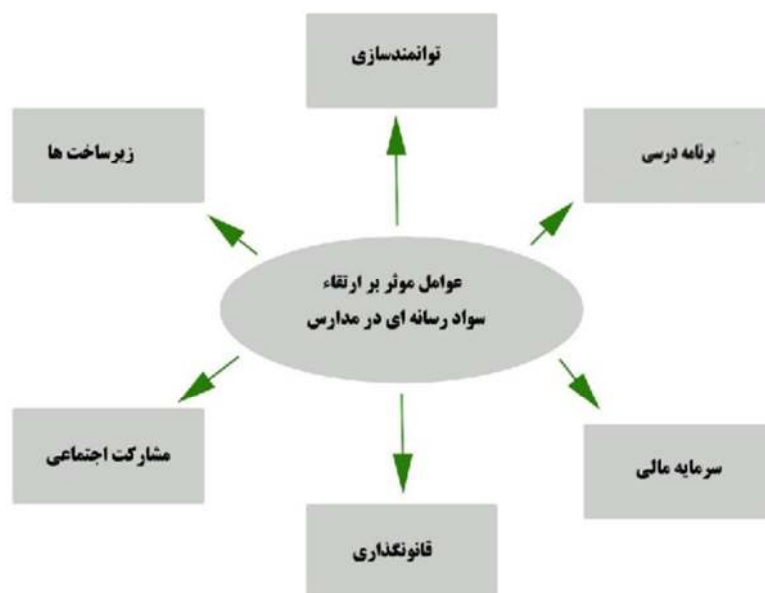 توانمندسازی
برنامه درسی
زیرساخت ها
عوامل موثر بر ارتقاء
سواد رسانه ای در مدارس
سرمایه مالی
مشارکت اجتماعی
قانونگذاری